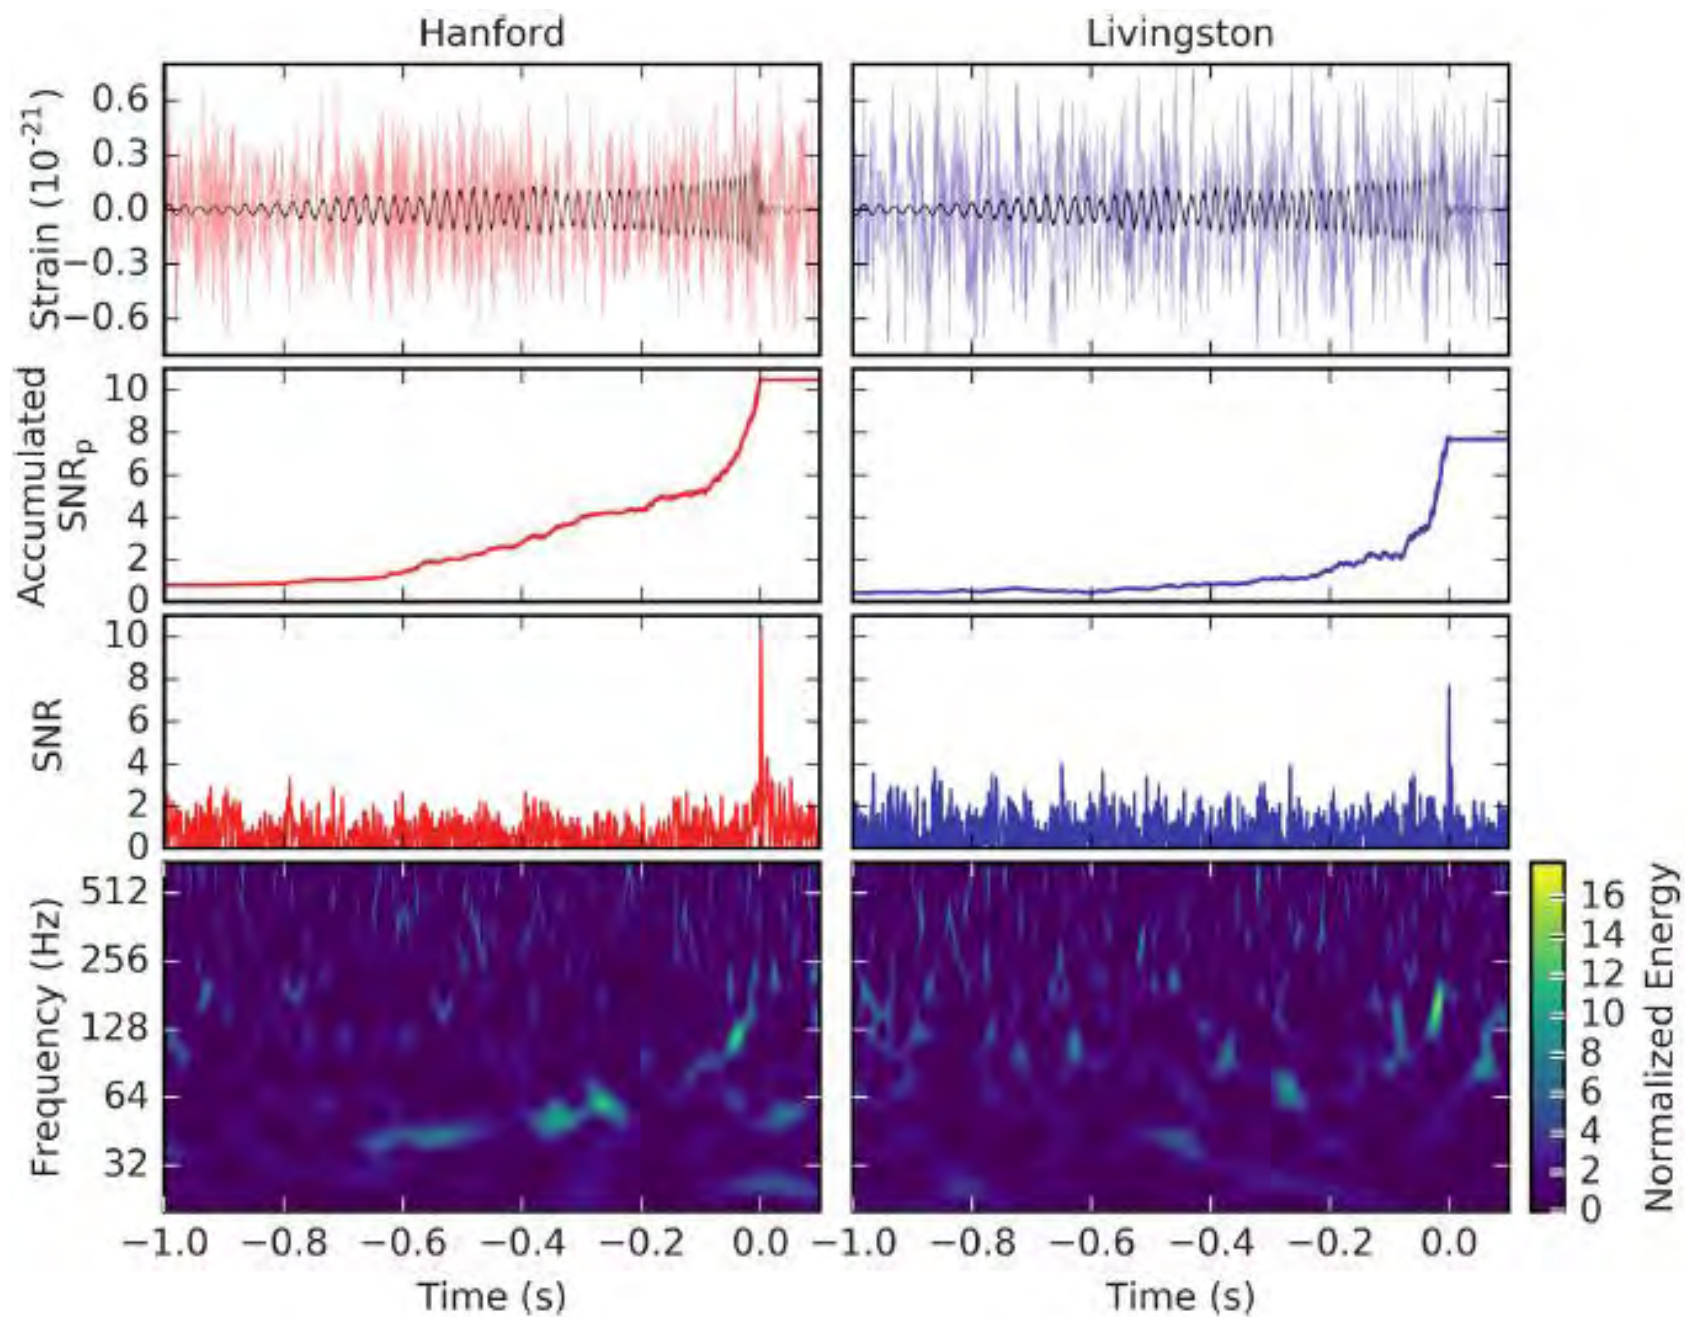 Hanford
Livingston
Strain (10⁻²¹)
0.6
0.3
0.0
−0.3
−0.6
Accumulated
SNRₚ
10
8
6
4
2
0
SNR
10
8
6
4
2
0
Frequency (Hz)
512
256
128
64
32
−1.0 −0.8 −0.6 −0.4 −0.2 0.0
−1.0 −0.8 −0.6 −0.4 −0.2 0.0
Time (s)
Time (s)
16
14
12
10
8
6
4
2
0
Normalized Energy